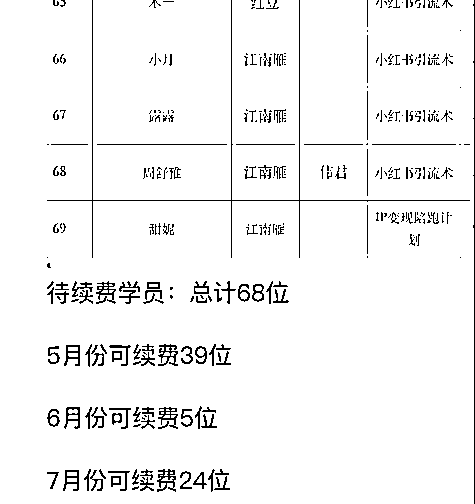 65 木一 红豆 小红书引流术
66 小月 江南雁 小红书引流术
67 露露 江南雁 小红书引流术
68 周舒雅 江南雁 伟君 小红书引流术
69 甜妮 江南雁 IP变现陪跑计
划
待续费学员：总计68位
5月份可续费39位
6月份可续费5位
7月份可续费24位